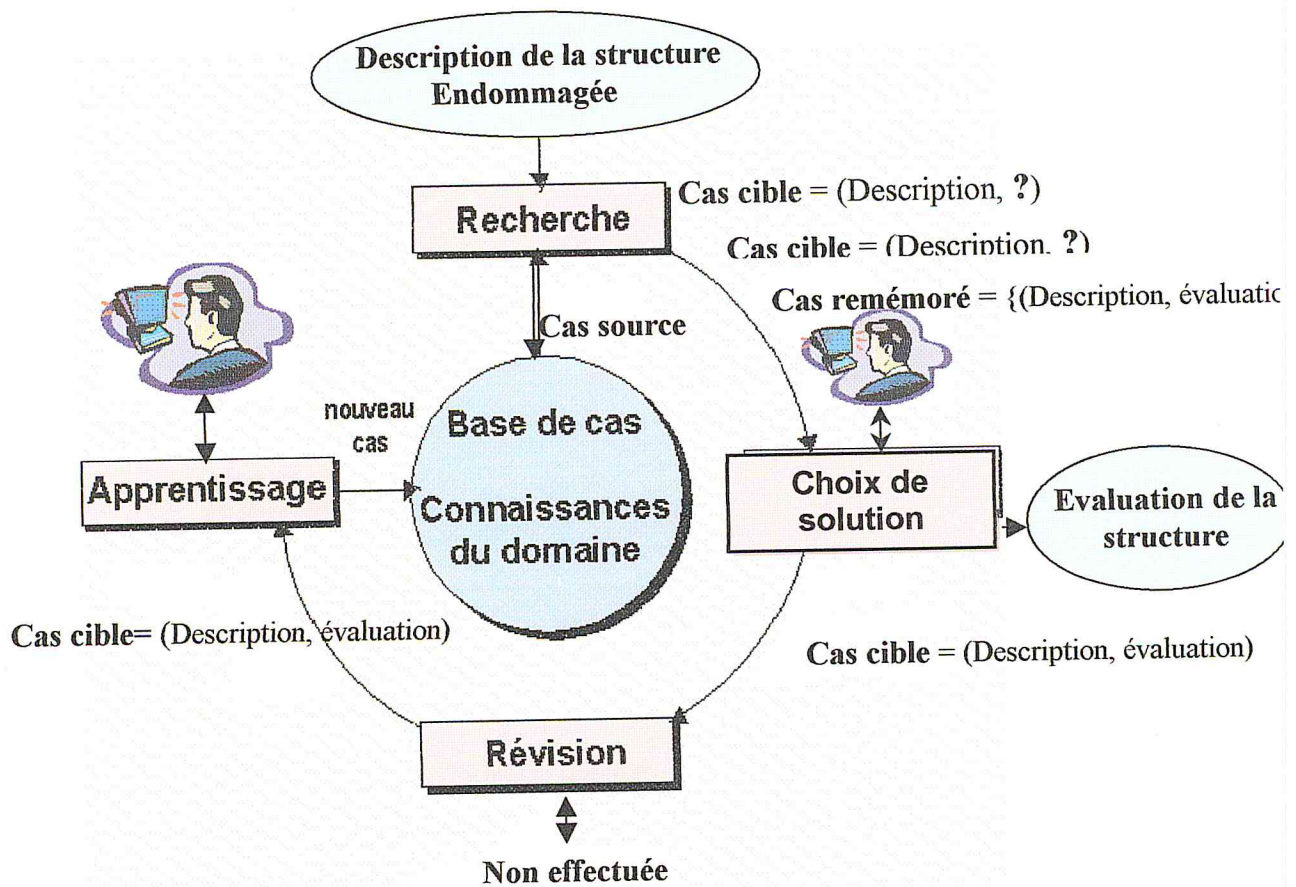 Description de la structure
Endommagée
Recherche
Cas cible = (Description, ?)
Cas cible = (Description, ?)
Cas remémoré = {(Description, évaluatio
Cas source
nouveau
cas
Base de cas
Connaissances
du domaine
Apprentissage
Choix de
solution
Evaluation de la
structure
Cas cible= (Description, évaluation)
Cas cible = (Description, évaluation)
Révision
Non effectuée